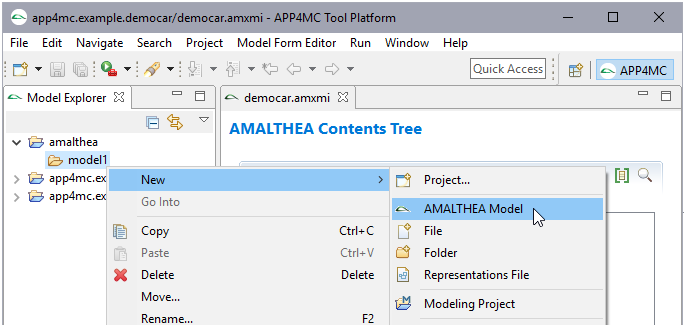 app4mc.example.democar/democar.amxmi - APP4MC Tool Platform
File Edit Navigate Search Project Model Form Editor Run Window Help
Quick Access APP4MC
Model Explorer
democar.amxmi
AMALTHEA Contents Tree
amalthea
model1
app4mc.ex
app4mc.ex
New
Go Into
Copy Ctrl+C
Paste Ctrl+V
Delete Delete
Move...
Rename... F2
Project...
AMALTHEA Model
File
Folder
Representations File
Modeling Project